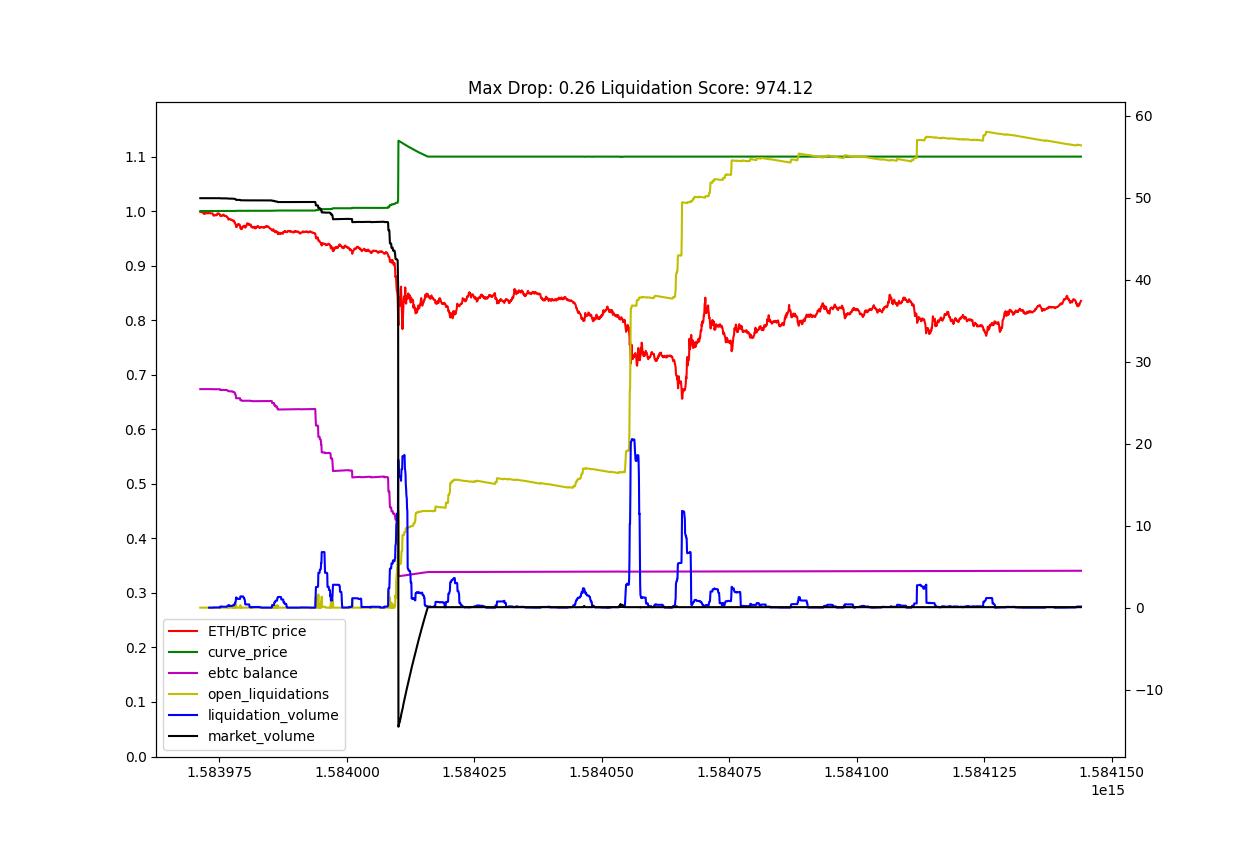 Max Drop: 0.26 Liquidation Score: 974.12
1.1
1.0
0.9
0.8
0.7
0.6
0.5
0.4
0.3
0.2
0.1
0.0
60
50
40
30
20
10
0
−10
ETH/BTC price
curve_price
ebtc balance
open_liquidations
liquidation_volume
market_volume
1.583975 1.584000 1.584025 1.584050 1.584075 1.584100 1.584125 1.584150
1e15